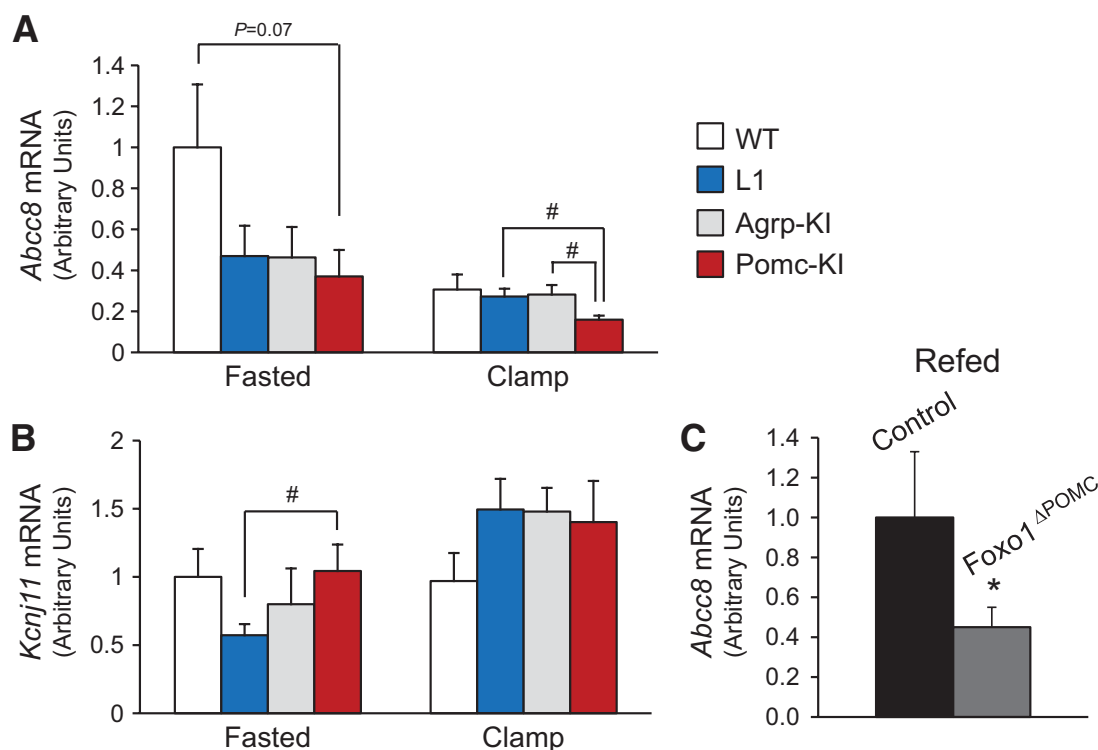 A
P=0.07
1.4
1.2
1
0.8
0.6
0.4
0.2
0
Abcc8 mRNA
(Arbitrary Units)
#
#
Fasted
Clamp
WT
L1
Agrp-KI
Pomc-KI
B
2
1.5
1
0.5
0
Kcnj11 mRNA
(Arbitrary Units)
#
Fasted
Clamp
Refed
C
1.4
1.2
1.0
0.8
0.6
0.4
0.2
0.0
Abcc8 mRNA
(Arbitrary Units)
Control
Foxo1ΔPOMC
*